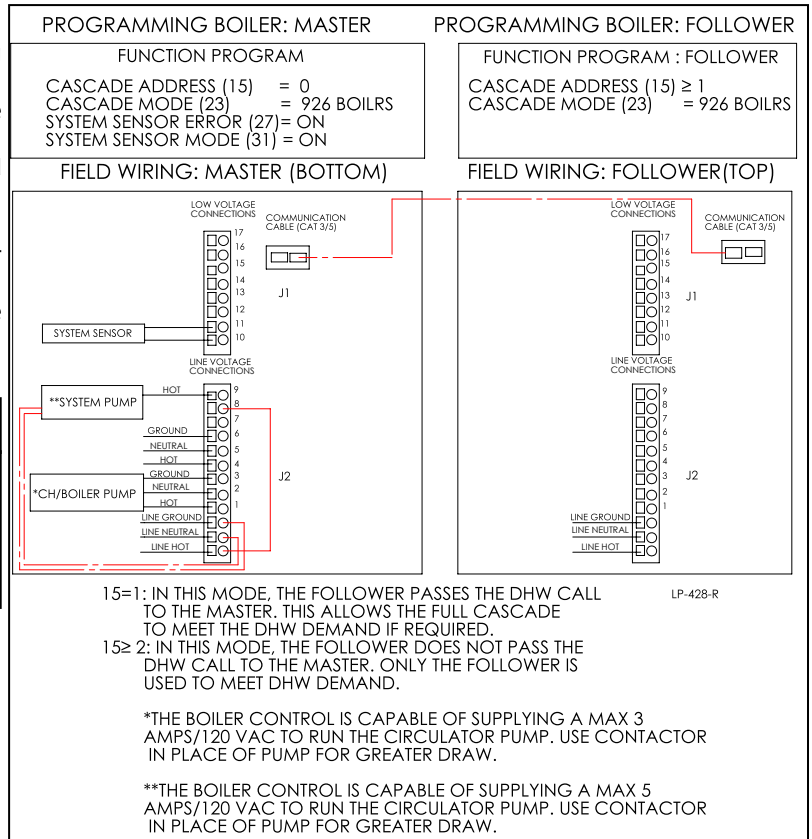 PROGRAMMING BOILER: MASTER
FUNCTION PROGRAM
CASCADE ADDRESS (15) = 0
CASCADE MODE (23) = 926 BOILRS
SYSTEM SENSOR ERROR (27)= ON
SYSTEM SENSOR MODE (31) = ON
PROGRAMMING BOILER: FOLLOWER
FUNCTION PROGRAM : FOLLOWER
CASCADE ADDRESS (15) ≥ 1
CASCADE MODE (23) = 926 BOILRS
FIELD WIRING: MASTER (BOTTOM)
LOW VOLTAGE
CONNECTIONS
COMMUNICATION
CABLE (CAT 3/5)
17
16
15
14
13
12
11
10
J1
SYSTEM SENSOR
LINE VOLTAGE
CONNECTIONS
**SYSTEM PUMP
HOT
9
8
7
GROUND
6
NEUTRAL
5
HOT
4
GROUND
3
*CH/BOILER PUMP
NEUTRAL
2
HOT
1
LINE GROUND
LINE NEUTRAL
LINE HOT
J2
FIELD WIRING: FOLLOWER(TOP)
LOW VOLTAGE
CONNECTIONS
COMMUNICATION
CABLE (CAT 3/5)
17
16
15
14
13
12
11
10
J1
LINE VOLTAGE
CONNECTIONS
9
8
7
6
5
4
3
2
1
J2
LINE GROUND
LINE NEUTRAL
LINE HOT
15=1: IN THIS MODE, THE FOLLOWER PASSES THE DHW CALL
TO THE MASTER. THIS ALLOWS THE FULL CASCADE
TO MEET THE DHW DEMAND IF REQUIRED.
LP-428-R
15≥ 2: IN THIS MODE, THE FOLLOWER DOES NOT PASS THE
DHW CALL TO THE MASTER. ONLY THE FOLLOWER IS
USED TO MEET DHW DEMAND.
*THE BOILER CONTROL IS CAPABLE OF SUPPLYING A MAX 3
AMPS/120 VAC TO RUN THE CIRCULATOR PUMP. USE CONTACTOR
IN PLACE OF PUMP FOR GREATER DRAW.
**THE BOILER CONTROL IS CAPABLE OF SUPPLYING A MAX 5
AMPS/120 VAC TO RUN THE CIRCULATOR PUMP. USE CONTACTOR
IN PLACE OF PUMP FOR GREATER DRAW.